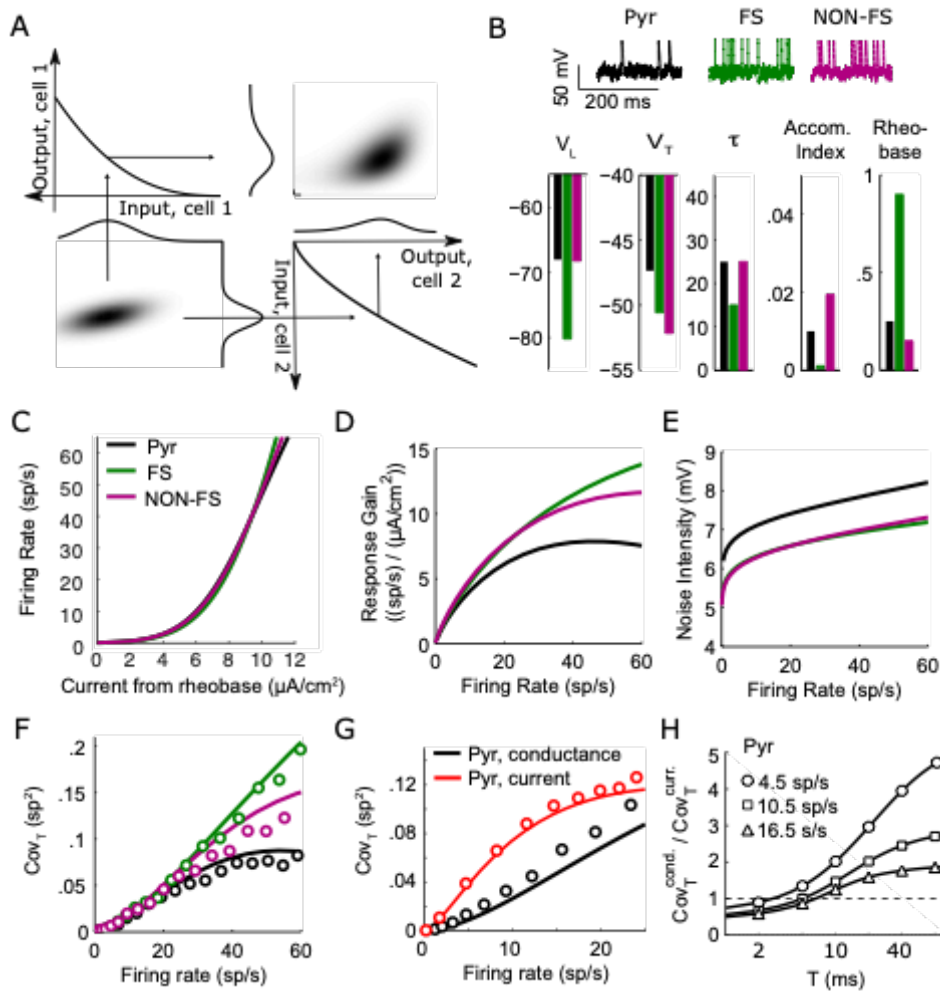 A
Output, cell 1
Input, cell 1
Output,
cell 2
Input, cell 2
B
Pyr FS NON-FS
50 mV
200 ms
V_L V_T τ Accom. Index Rheo-base
−60 −70 −80
−40 −45 −50 −55
40 30 20 10 0
.04 .02 0
1 .5 0
C
Firing Rate (sp/s)
60 50 40 30 20 10 0
Pyr
FS
NON-FS
0 2 4 6 8 10 12
Current from rheobase (µA/cm²)
D
Response Gain
((sp/s) / (µA/cm²))
15 10 5 0
0 20 40 60
Firing Rate (sp/s)
E
Noise Intensity (mV)
9 8 7 6 5 4
0 20 40 60
Firing Rate (sp/s)
F
Cov_T (sp²)
.2 .15 .1 .05 0
0 10 20 30 40 50 60
Firing rate (sp/s)
G
Cov_T (sp²)
.12 .08 .04 0
Pyr, conductance
Pyr, current
0 10 20
Firing rate (sp/s)
H
Cov_T^cond. / Cov_T^curr.
5 4 3 2 1 0
Pyr
4.5 sp/s
10.5 sp/s
16.5 s/s
2 10 40
T (ms)